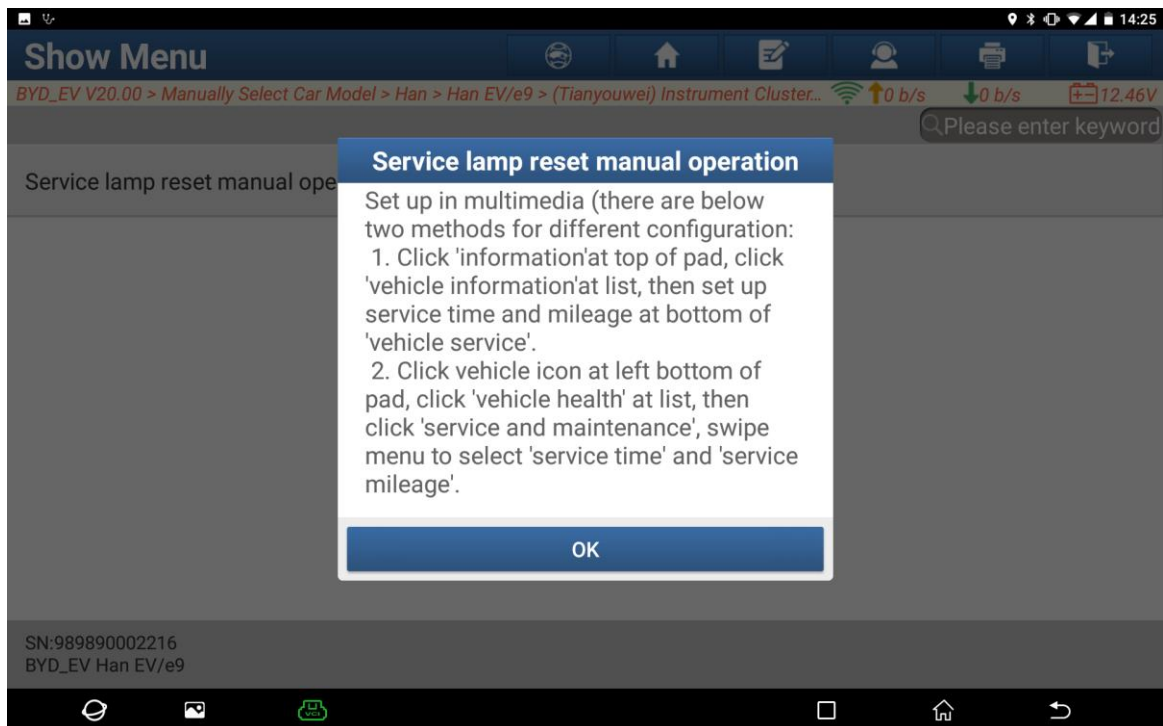 14:25
Show Menu
BYD_EV V20.00 > Manually Select Car Model > Han > Han EV/e9 > (Tianyouwei) Instrument Cluster... 0 b/s 0 b/s 12.46V
Please enter keyword
Service lamp reset manual operation
Service lamp reset manual ope
Set up in multimedia (there are below
two methods for different configuration:
1. Click 'information'at top of pad, click
'vehicle information'at list, then set up
service time and mileage at bottom of
'vehicle service'.
2. Click vehicle icon at left bottom of
pad, click 'vehicle health' at list, then
click 'service and maintenance', swipe
menu to select 'service time' and 'service
mileage'.
OK
SN:989890002216
BYD_EV Han EV/e9
VCI